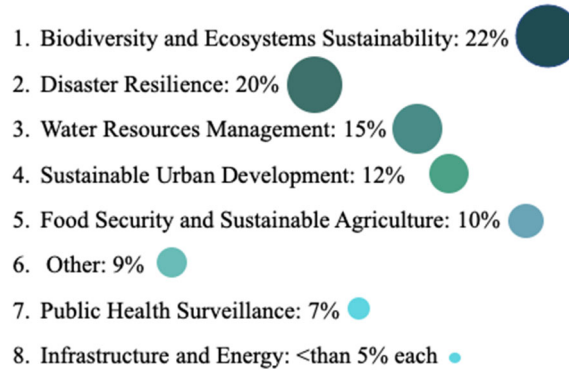 1. Biodiversity and Ecosystems Sustainability: 22%
2. Disaster Resilience: 20%
3. Water Resources Management: 15%
4. Sustainable Urban Development: 12%
5. Food Security and Sustainable Agriculture: 10%
6. Other: 9%
7. Public Health Surveillance: 7%
8. Infrastructure and Energy: <than 5% each